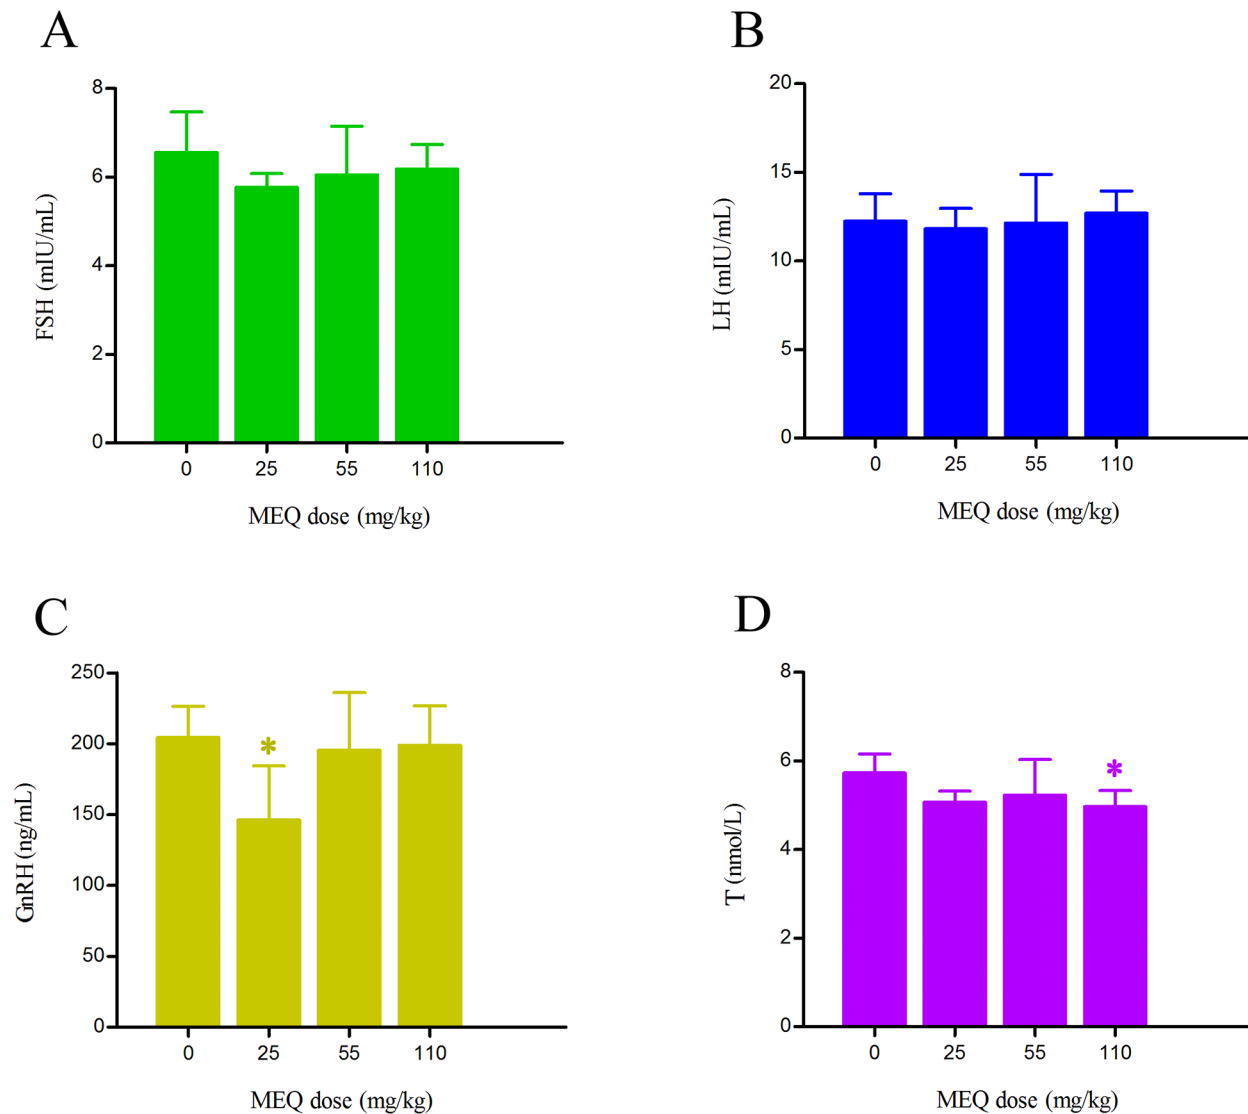 A
FSH (mIU/mL)
8
6
4
2
0
0 25 55 110
MEQ dose (mg/kg)
B
LH (mIU/mL)
20
15
10
5
0
0 25 55 110
MEQ dose (mg/kg)
C
GnRH (ng/mL)
250
200
150
100
50
0
*
0 25 55 110
MEQ dose (mg/kg)
D
T (nmol/L)
8
6
4
2
0
*
0 25 55 110
MEQ dose (mg/kg)